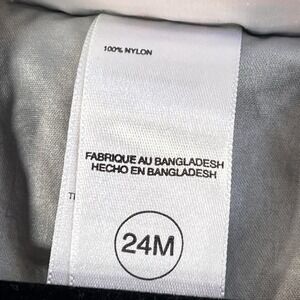 100% NYLON
FABRIQUE AU BANGLADESH
HECHO EN BANGLADESH
24M